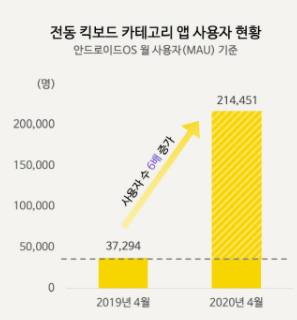 전동 킥보드 카테고리 앱 사용자 현황
안드로이드OS 월 사용자(MAU) 기준
(명)
214,451
200,000
150,000
사용자 수 6배 증가
100,000
50,000
37,294
0
2019년 4월
2020년 4월